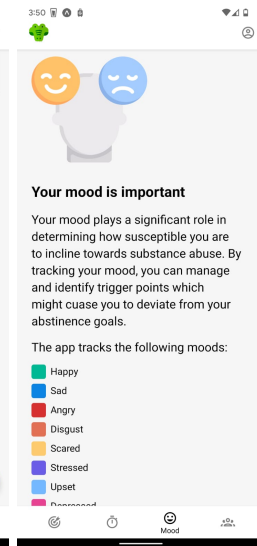 3:50
Your mood is important
Your mood plays a significant role in
determining how susceptible you are
to incline towards substance abuse. By
tracking your mood, you can manage
and identify trigger points which
might cuase you to deviate from your
abstinence goals.
The app tracks the following moods:
Happy
Sad
Angry
Disgust
Scared
Stressed
Upset
Depressed
Mood